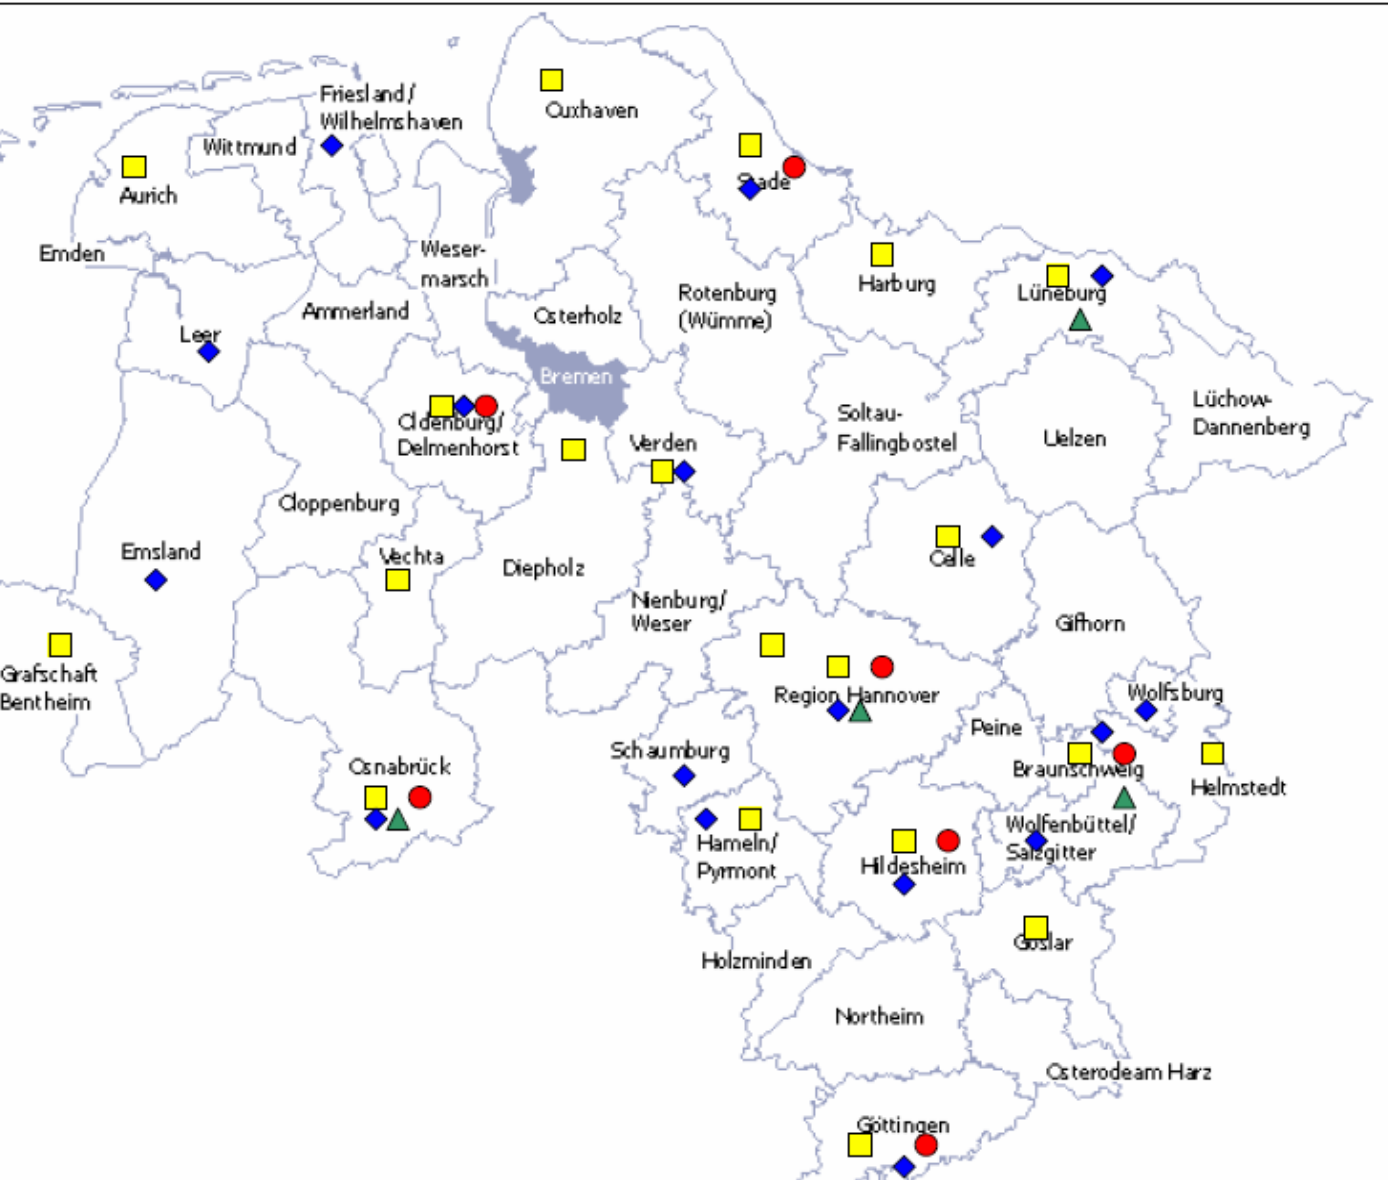 Friesland/
Wilhelmshaven
Cuxhaven
Wittmund
Aurich
Stade
Emden
Weser-
marsch
Harburg
Lüneburg
Ammerland
Osterholz
Rotenburg
(Wümme)
Leer
Bremen
Oldenburg/
Delmenhorst
Verden
Soltau-
Fallingbostel
Uelzen
Lüchow-
Dannenberg
Cloppenburg
Emsland
Vechta
Diepholz
Celle
Nienburg/
Weser
Gifhorn
Grafschaft
Bentheim
Region Hannover
Wolfsburg
Peine
Schaumburg
Osnabrück
Braunschweig
Helmstedt
Hameln/
Pyrmont
Hildesheim
Wolfenbüttel/
Salzgitter
Goslar
Holzminden
Northeim
Osterodeam Harz
Göttingen